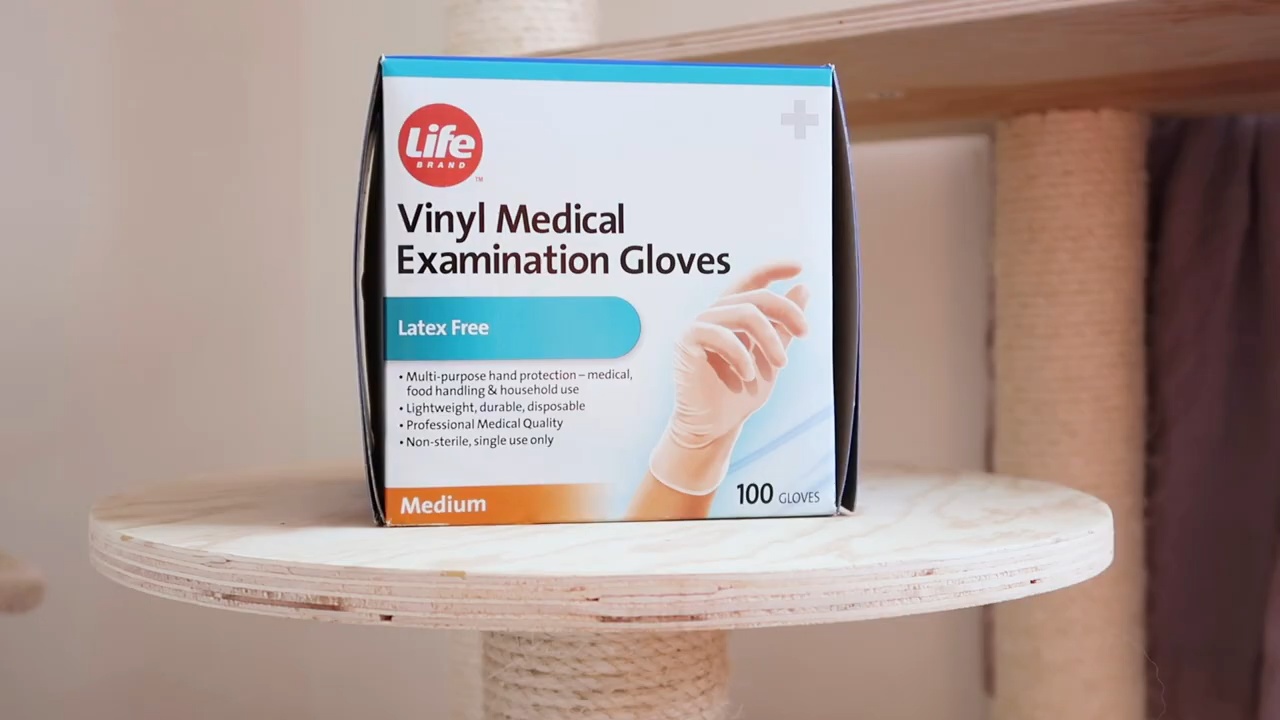 Life
BRAND
TM
Vinyl Medical
Examination Gloves
Latex Free
• Multi-purpose hand protection – medical,
food handling & household use
• Lightweight, durable, disposable
• Professional Medical Quality
• Non-sterile, single use only
Medium
100 GLOVES